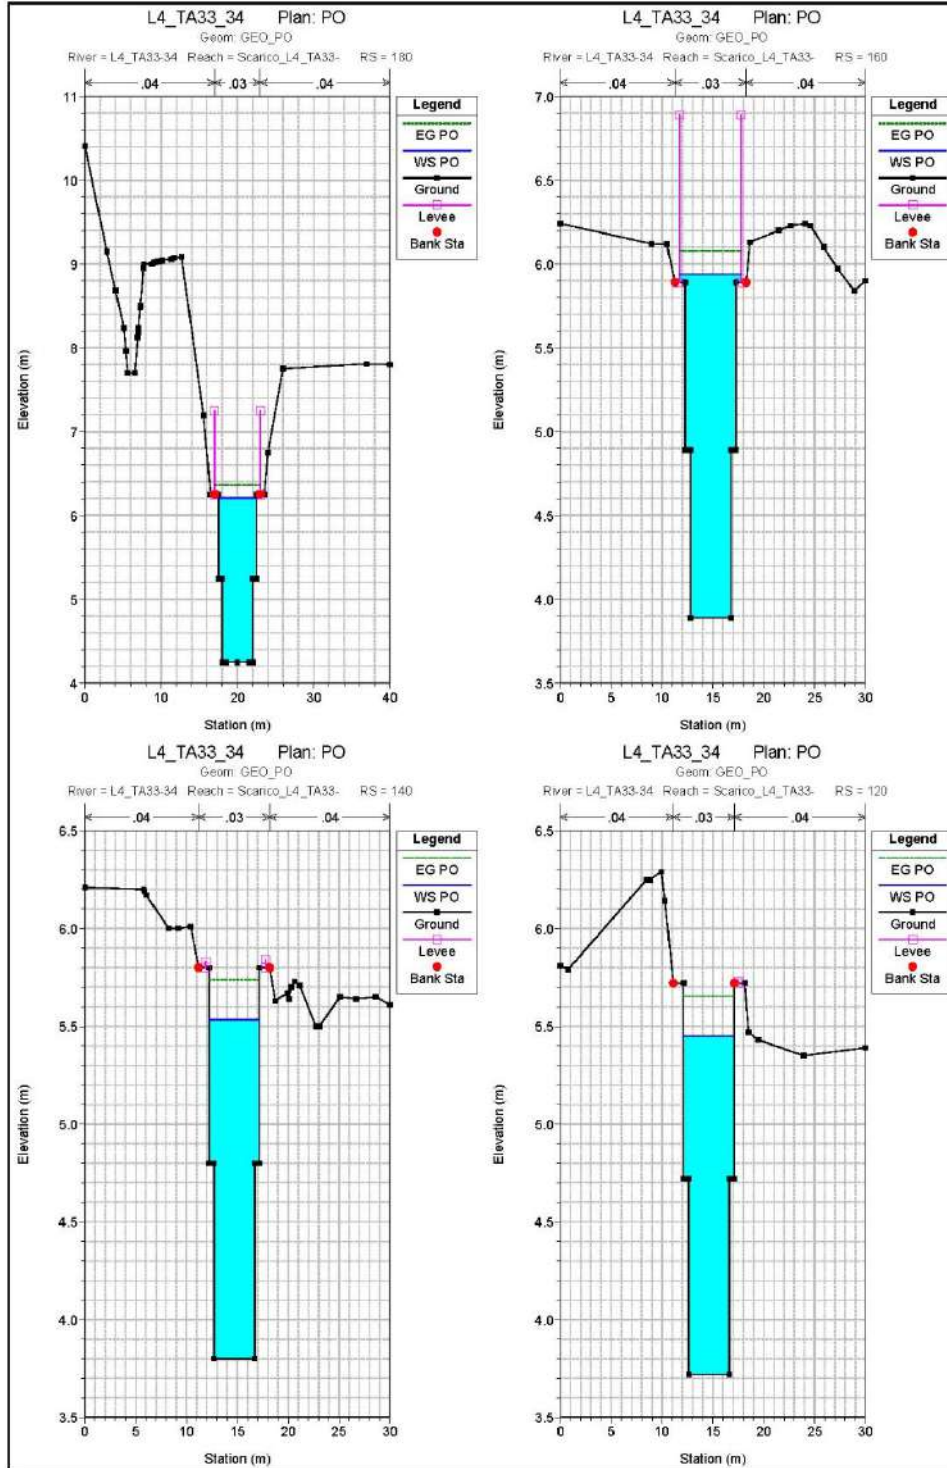 L4_TA33_34 Plan: PO
Geom: GEO_PO
River = L4_TA33-34 Reach = Scarico_L4_TA33- RS = 180
.04 .03 .04
11
10
9
8
7
6
5
4
Elevation (m)
0 10 20 30 40
Station (m)
Legend
EG PO
WS PO
Ground
Levee
Bank Sta
L4_TA33_34 Plan: PO
Geom: GEO_PO
River = L4_TA33-34 Reach = Scarico_L4_TA33- RS = 160
.04 .03 .04
7.0
6.5
6.0
5.5
5.0
4.5
4.0
3.5
Elevation (m)
0 5 10 15 20 25 30
Station (m)
Legend
EG PO
WS PO
Ground
Levee
Bank Sta
L4_TA33_34 Plan: PO
Geom: GEO_PO
River = L4_TA33-34 Reach = Scarico_L4_TA33- RS = 140
.04 .03 .04
6.5
6.0
5.5
5.0
4.5
4.0
3.5
Elevation (m)
0 5 10 15 20 25 30
Station (m)
Legend
EG PO
WS PO
Ground
Levee
Bank Sta
L4_TA33_34 Plan: PO
Geom: GEO_PO
River = L4_TA33-34 Reach = Scarico_L4_TA33- RS = 120
.04 .03 .04
6.5
6.0
5.5
5.0
4.5
4.0
3.5
Elevation (m)
0 5 10 15 20 25 30
Station (m)
Legend
EG PO
WS PO
Ground
Levee
Bank Sta